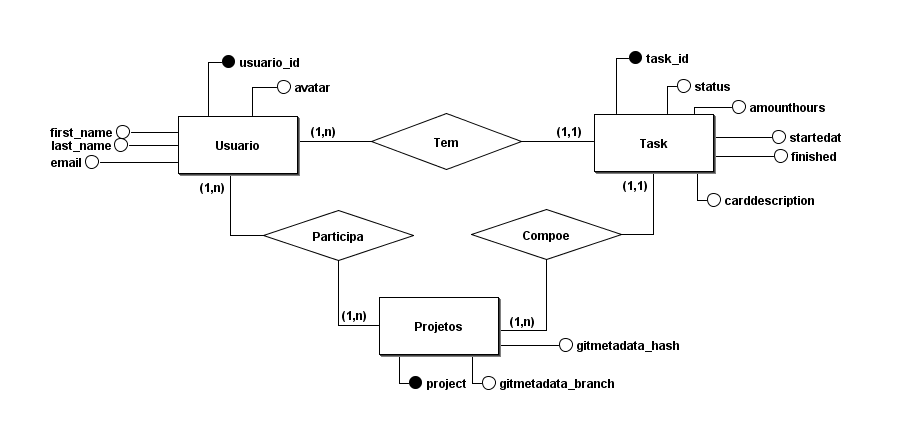 usuario_id
task_id
avatar
status
amounthours
first_name
last_name
email
Usuario
(1,n)
Tem
(1,1)
Task
startedat
finished
(1,n)
(1,1)
carddescription
Participa
Compoe
(1,n)
Projetos
(1,n)
gitmetadata_hash
project
gitmetadata_branch